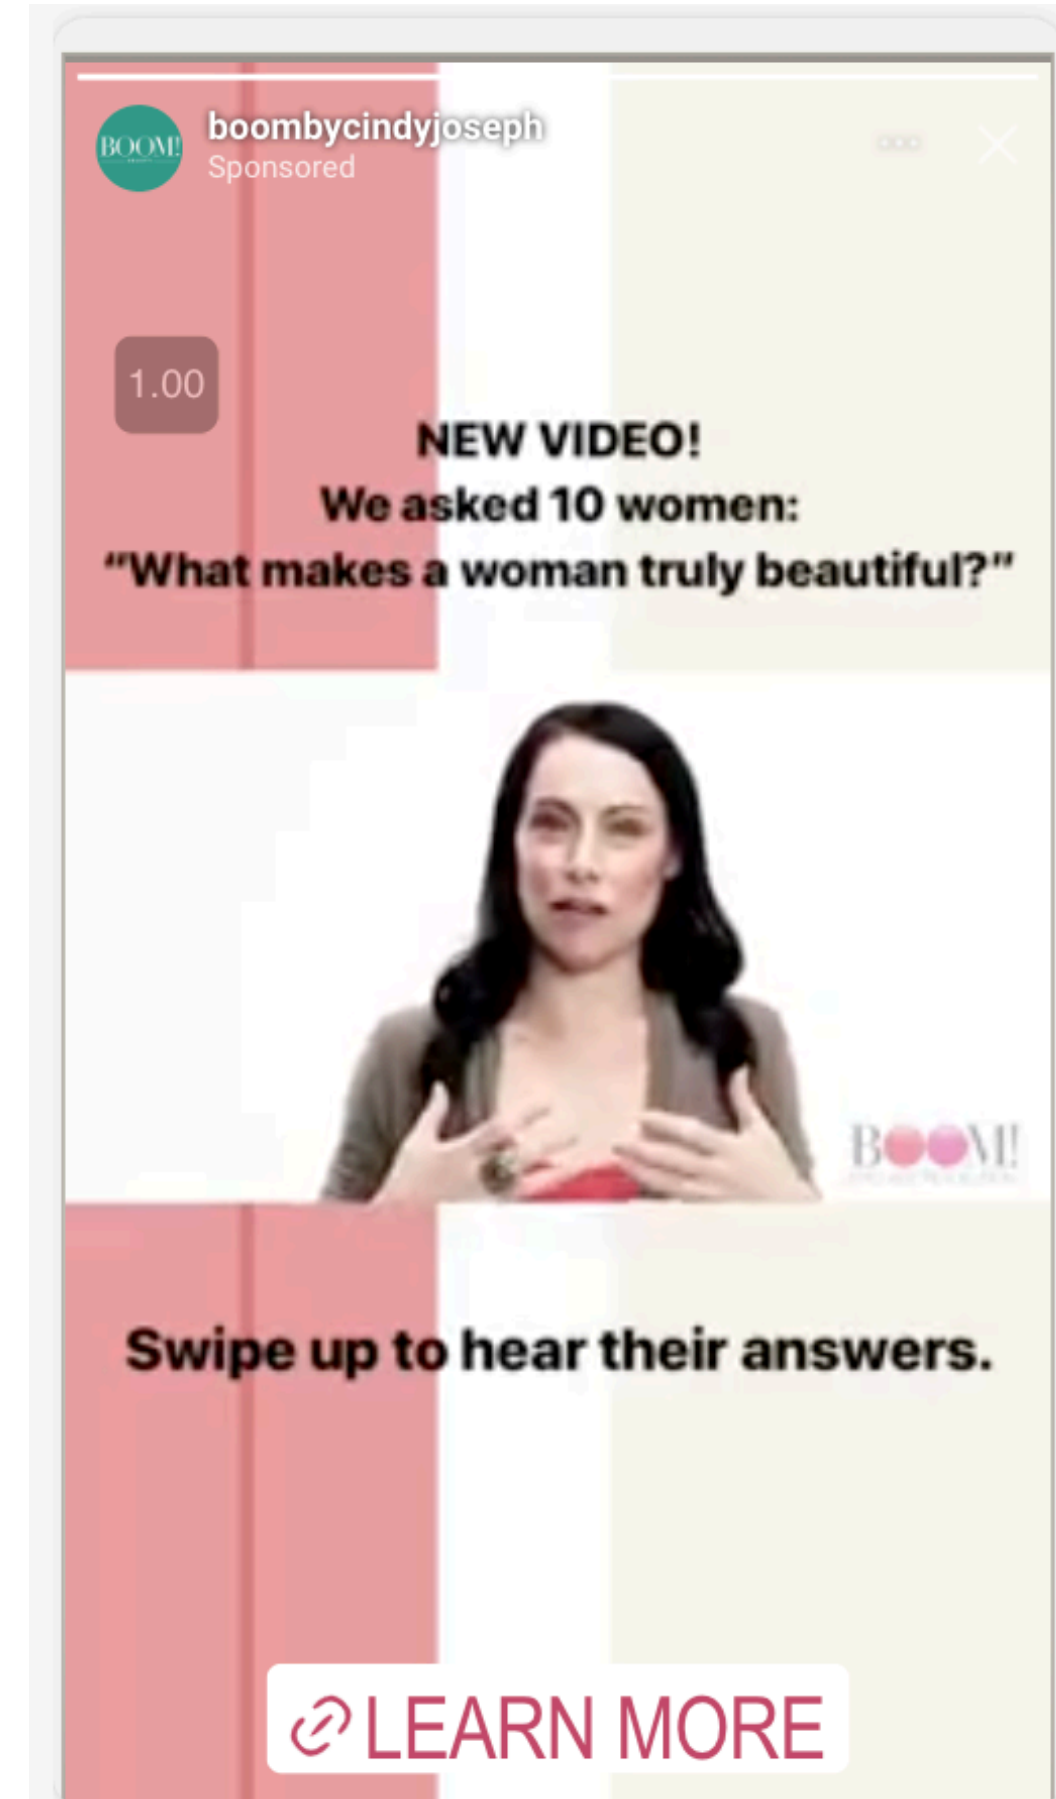 BOOM!
boombycindyjoseph
Sponsored
1.00
NEW VIDEO!
We asked 10 women:
“What makes a woman truly beautiful?”
BOOM!
Swipe up to hear their answers.
LEARN MORE